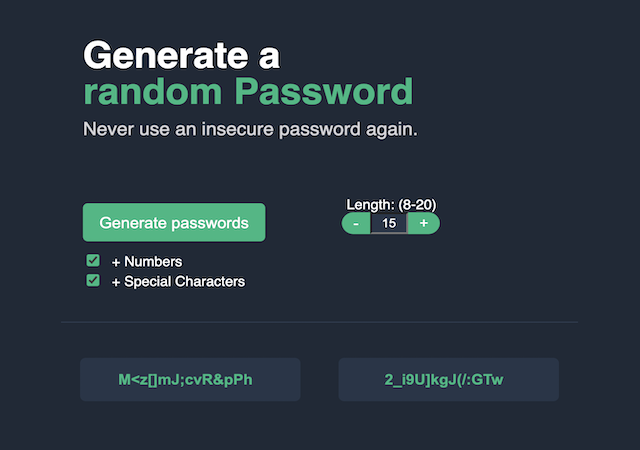 Generate a
random Password
Never use an insecure password again.
Length: (8-20)
Generate passwords
- 15 +
+ Numbers
+ Special Characters
M<z[]mJ;cvR&pPh
2_i9U]kgJ(/:GTw